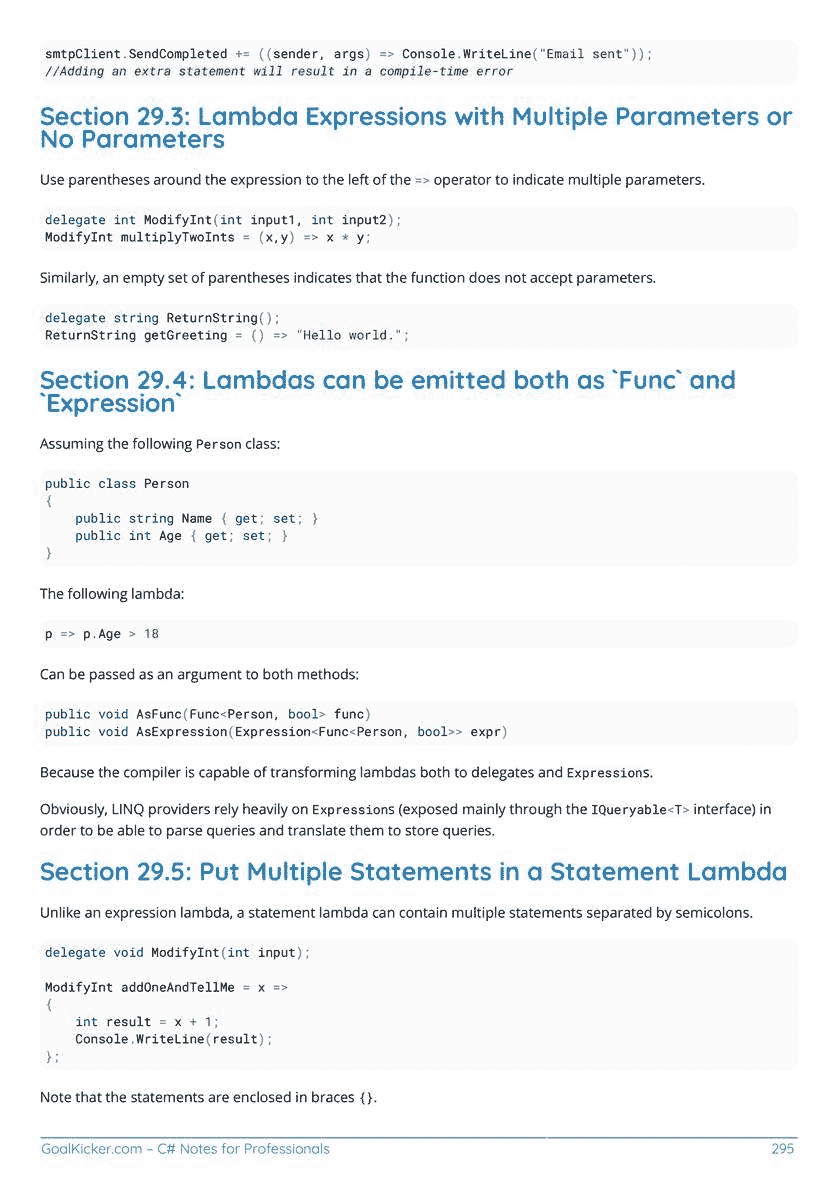 smtpClient.SendCompleted += ((sender, args) => Console.WriteLine("Email sent"));
//Adding an extra statement will result in a compile-time error
Section 29.3: Lambda Expressions with Multiple Parameters or
No Parameters
Use parentheses around the expression to the left of the => operator to indicate multiple parameters.
delegate int ModifyInt(int input1, int input2);
ModifyInt multiplyTwoInts = (x,y) => x * y;
Similarly, an empty set of parentheses indicates that the function does not accept parameters.
delegate string ReturnString();
ReturnString getGreeting = () => "Hello world.";
Section 29.4: Lambdas can be emitted both as `Func` and
`Expression`
Assuming the following Person class:
public class Person
{
    public string Name { get; set; }
    public int Age { get; set; }
}
The following lambda:
p => p.Age > 18
Can be passed as an argument to both methods:
public void AsFunc(Func<Person, bool> func)
public void AsExpression(Expression<Func<Person, bool>> expr)
Because the compiler is capable of transforming lambdas both to delegates and Expressions.
Obviously, LINQ providers rely heavily on Expressions (exposed mainly through the IQueryable<T> interface) in
order to be able to parse queries and translate them to store queries.
Section 29.5: Put Multiple Statements in a Statement Lambda
Unlike an expression lambda, a statement lambda can contain multiple statements separated by semicolons.
delegate void ModifyInt(int input);
ModifyInt addOneAndTellMe = x =>
{
    int result = x + 1;
    Console.WriteLine(result);
};
Note that the statements are enclosed in braces {}.
GoalKicker.com – C# Notes for Professionals 295